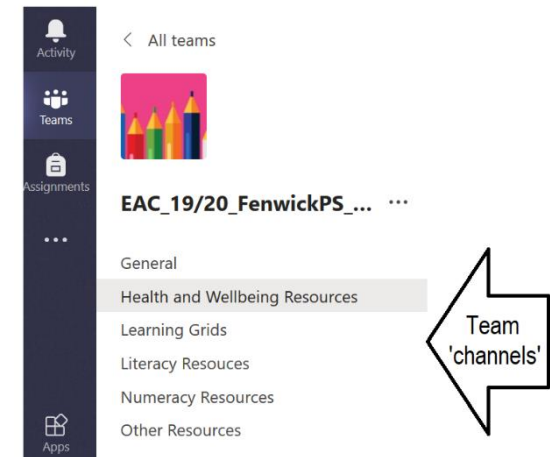 Activity
Teams
Assignments
Apps
< All teams
EAC_19/20_FenwickPS_... ...
General
Health and Wellbeing Resources
Learning Grids
Literacy Resouces
Numeracy Resources
Other Resources
Team
'channels'